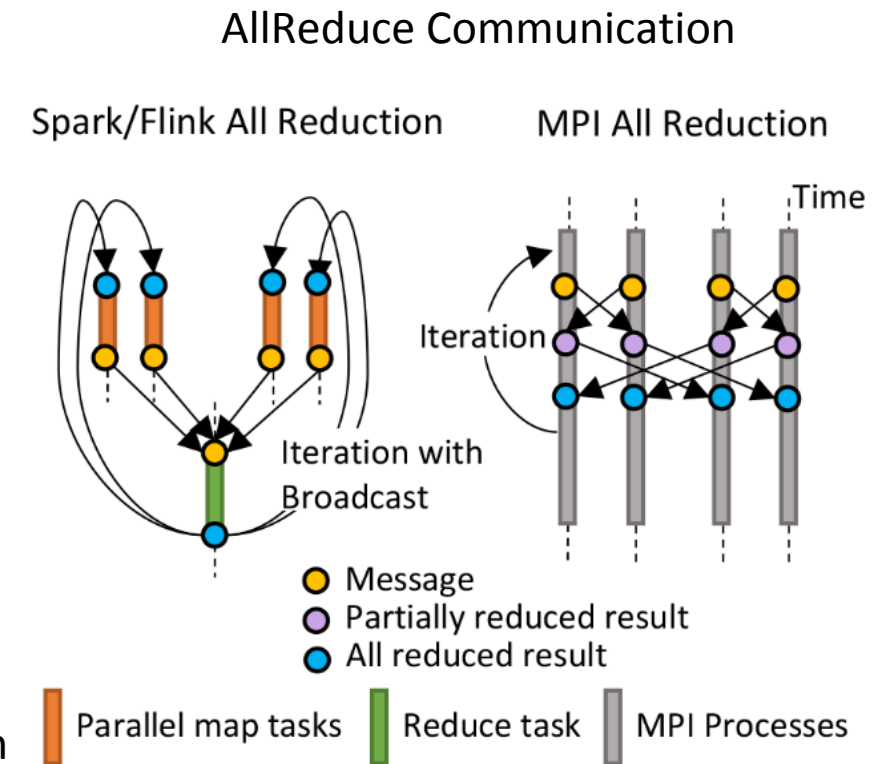 AllReduce Communication
Spark/Flink All Reduction
MPI All Reduction
Time
Iteration
Iteration with
Broadcast
Message
Partially reduced result
All reduced result
n
Parallel map tasks
Reduce task
MPI Processes